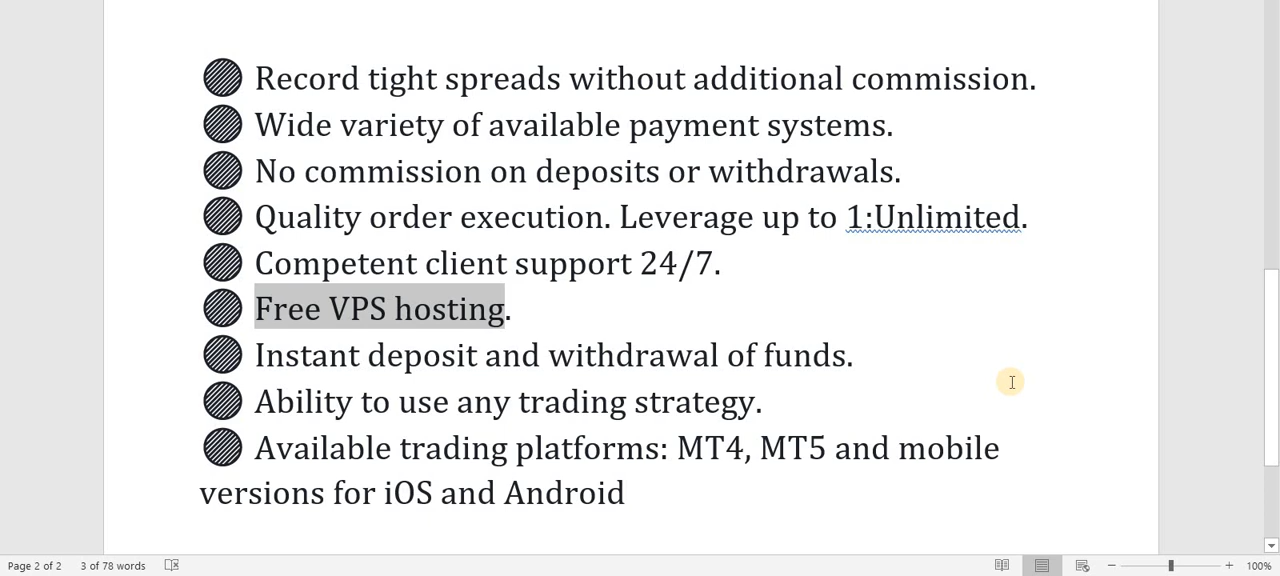 Record tight spreads without additional commission.
Wide variety of available payment systems.
No commission on deposits or withdrawals.
Quality order execution. Leverage up to 1:Unlimited.
Competent client support 24/7.
Free VPS hosting.
Instant deposit and withdrawal of funds.
Ability to use any trading strategy.
Available trading platforms: MT4, MT5 and mobile
versions for iOS and Android
Page 2 of 2 3 of 78 words 100%